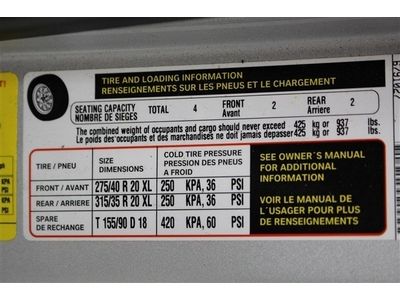 TIRE AND LOADING INFORMATION
RENSEIGNEMENTS SUR LES PNEUS ET LE CHARGEMENT
SEATING CAPACITY TOTAL 4 FRONT 2 REAR 2
NOMBRE DE SIEGES Avant Arriere
The combined weight of occupants and cargo should never exceed 425 kg or 937 lbs.
Le poids des occupants et des marchandises ne doit jamais depasser 425 kg or 937 lbs.
TIRE / PNEU SIZE DIMENSIONS COLD TIRE PRESSURE PRESSION DES PNEUS A FROID
FRONT / AVANT 275/40 R 20 XL 250 KPA, 36 PSI
REAR / ARRIERE 315/35 R 20 XL 250 KPA, 36 PSI
SPARE DE RECHANGE T 155/90 D 18 420 KPA, 60 PSI
SEE OWNER'S MANUAL
FOR ADDITIONAL
INFORMATION
VOIR LE MANUEL DE
L'USAGER POUR PLUS
DE RENSEIGNEMENTS
KPA
PSI
KPA
PSI